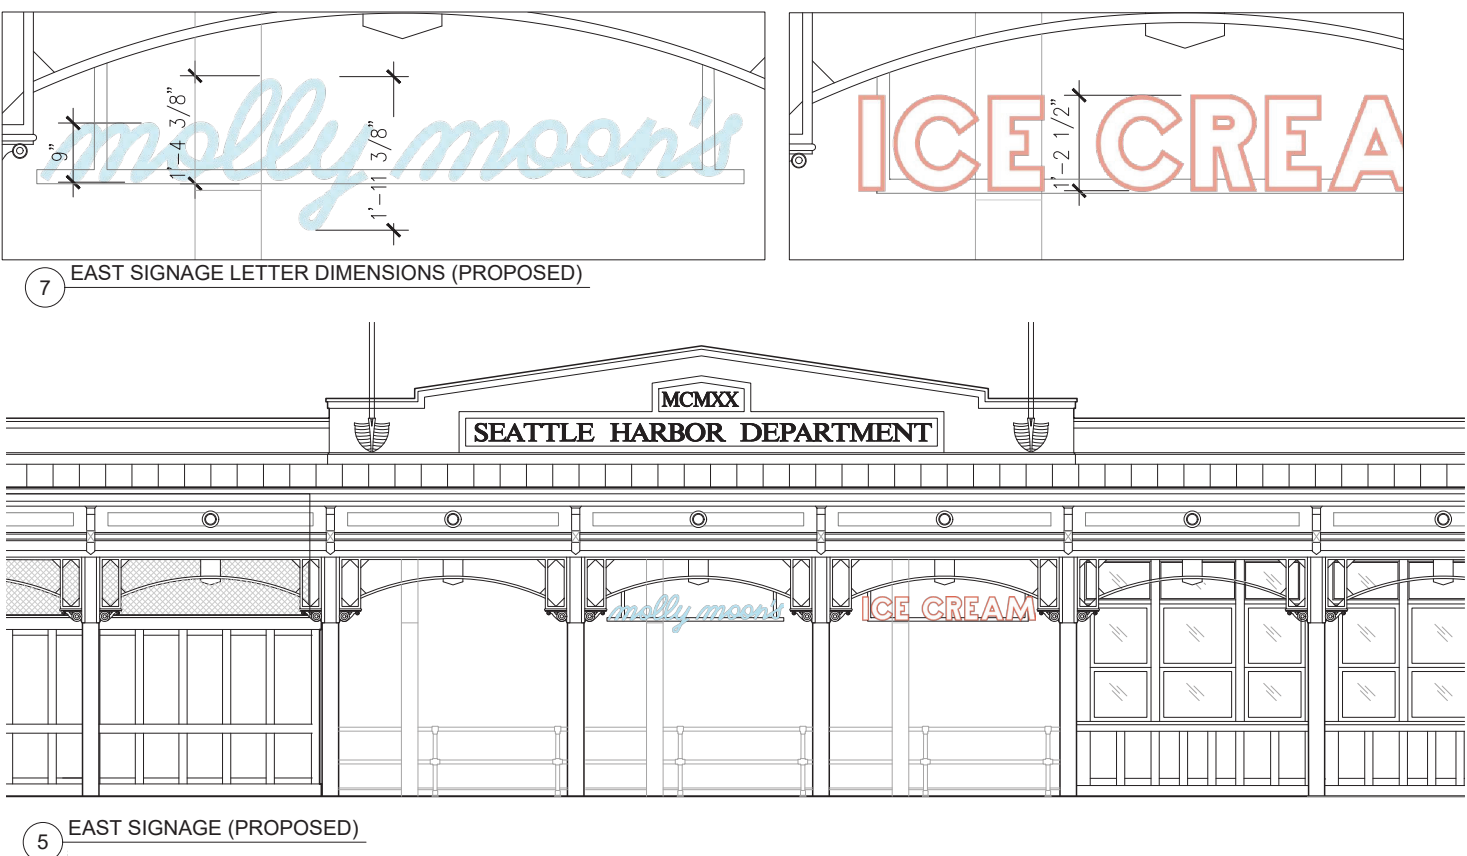 molly moon's
9"
1'-4 3/8"
1'-11 3/8"
ICE CREA
1'-2 1/2"
7 EAST SIGNAGE LETTER DIMENSIONS (PROPOSED)
MCMXX
SEATTLE HARBOR DEPARTMENT
molly moon's
ICE CREAM
5 EAST SIGNAGE (PROPOSED)